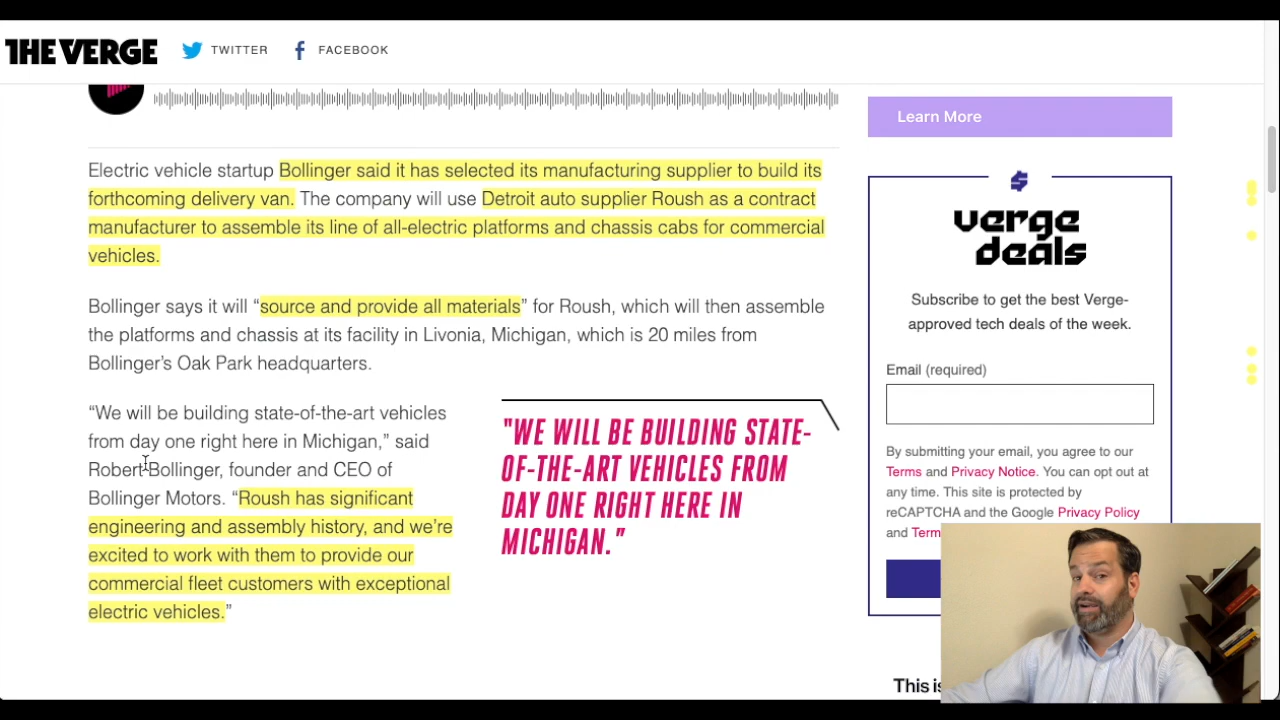 THE VERGE
TWITTER
FACEBOOK
Learn More
Electric vehicle startup Bollinger said it has selected its manufacturing supplier to build its
forthcoming delivery van. The company will use Detroit auto supplier Roush as a contract
manufacturer to assemble its line of all-electric platforms and chassis cabs for commercial
vehicles.
Bollinger says it will “source and provide all materials” for Roush, which will then assemble
the platforms and chassis at its facility in Livonia, Michigan, which is 20 miles from
Bollinger’s Oak Park headquarters.
“We will be building state-of-the-art vehicles
from day one right here in Michigan,” said
Robert Bollinger, founder and CEO of
Bollinger Motors. “Roush has significant
engineering and assembly history, and we’re
excited to work with them to provide our
commercial fleet customers with exceptional
electric vehicles.”
"WE WILL BE BUILDING STATE-
OF-THE-ART VEHICLES FROM
DAY ONE RIGHT HERE IN
MICHIGAN."
$
verge
deals
Subscribe to get the best Verge-
approved tech deals of the week.
Email (required)
By submitting your email, you agree to our
Terms and Privacy Notice. You can opt out at
any time. This site is protected by
reCAPTCHA and the Google Privacy Policy
and Term
This is